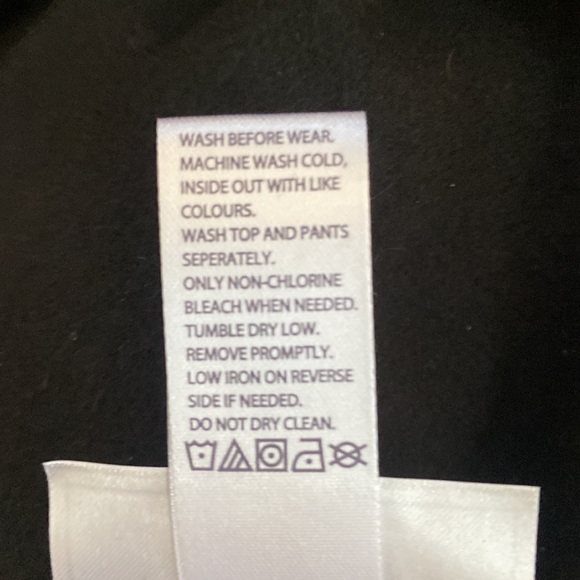 WASH BEFORE WEAR.
MACHINE WASH COLD,
INSIDE OUT WITH LIKE
COLOURS.
WASH TOP AND PANTS
SEPERATELY.
ONLY NON-CHLORINE
BLEACH WHEN NEEDED.
TUMBLE DRY LOW.
REMOVE PROMPTLY.
LOW IRON ON REVERSE
SIDE IF NEEDED.
DO NOT DRY CLEAN.